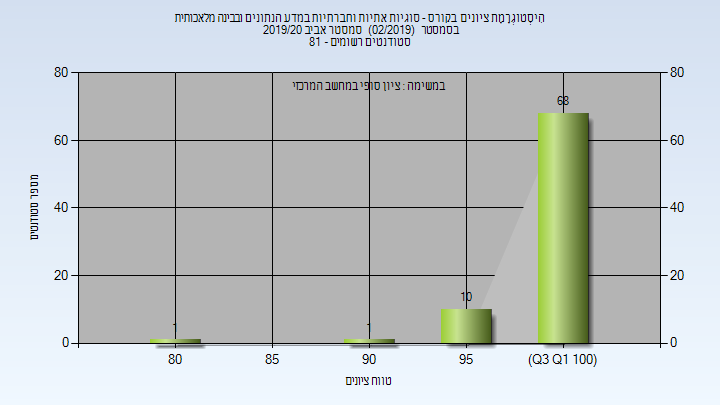 היסטוגרמת ציונים בקורס - סוגיות אתיות וחברתיות במדע הנתונים ובבינה מלאכותית
בסמסטר (02/2019) סמסטר אביב 2019/20
סטודנטים רשומים - 81
במשימה : ציון סופי במחשב המרכזי
מספר סטודנטים
80
60
40
20
0
80
60
40
20
0
1
1
10
68
80
85
90
95
(Q3 Q1 100)
טווח ציונים